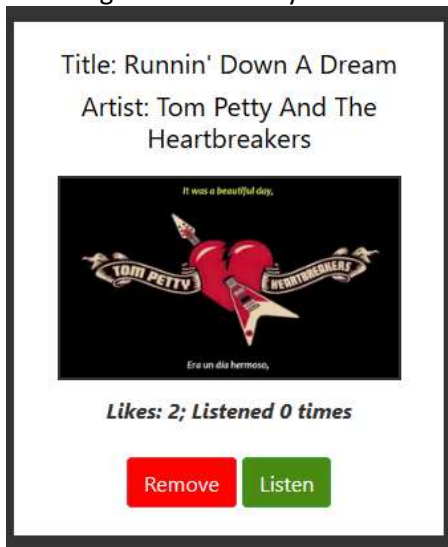 Title: Runnin' Down A Dream
Artist: Tom Petty And The
Heartbreakers
It was a beautiful day,
TOM PETTY HEARTBREAKERS
Era un día hermoso,
Likes: 2; Listened 0 times
Remove Listen